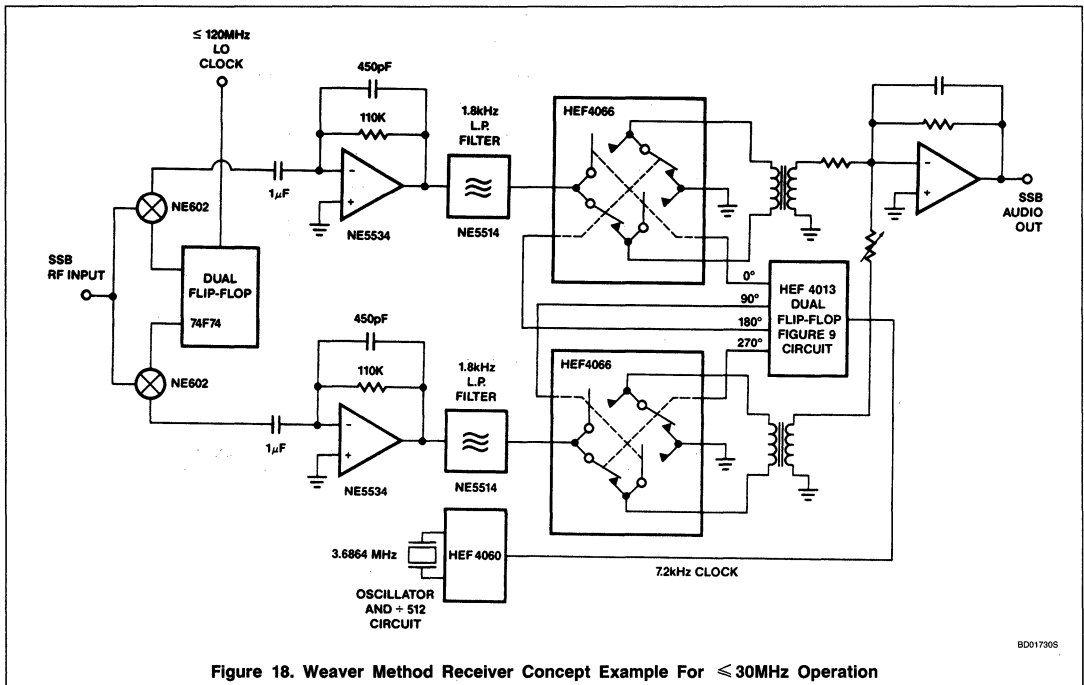 ≤ 120MHz
LO
CLOCK
450pF
110K
1.8kHz
L.P.
FILTER
HEF4066
1µF
−
+
NE5534
NE5514
NE602
SSB
RF INPUT
DUAL
FLIP-FLOP
74F74
NE602
−
+
SSB
AUDIO
OUT
0°
90°
180°
270°
HEF 4013
DUAL
FLIP-FLOP
FIGURE 9
CIRCUIT
450pF
110K
1.8kHz
L.P.
FILTER
HEF4066
1µF
−
+
NE5534
NE5514
3.6864 MHz
HEF 4060
7.2kHz CLOCK
OSCILLATOR
AND ÷ 512
CIRCUIT
BD01730S
Figure 18. Weaver Method Receiver Concept Example For ≤ 30MHz Operation